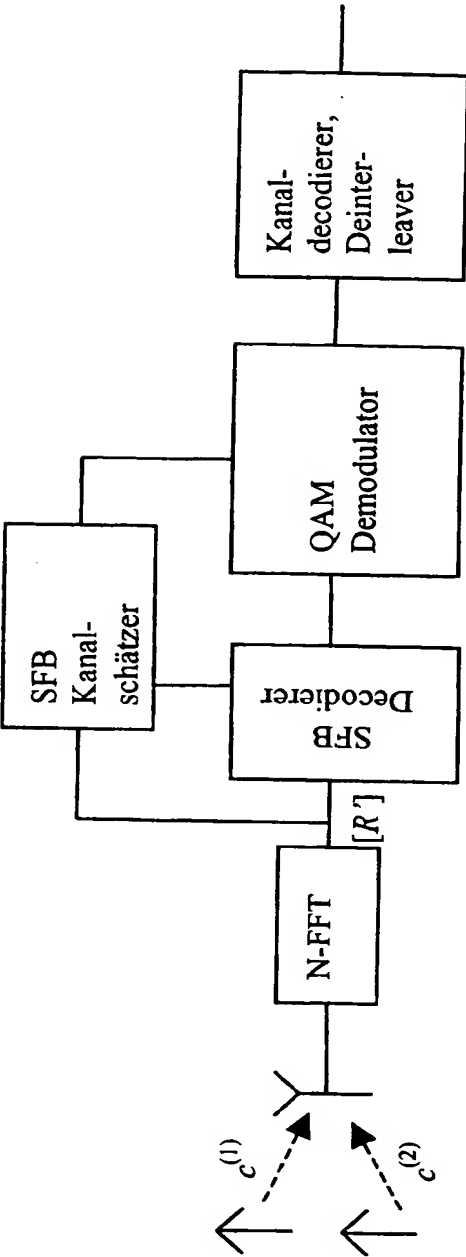 c(1)
c(2)
N-FFT
[R´]
SFB
Kanal-
schätzer
SFB
Decodierer
QAM
Demodulator
Kanal-
decodierer,
Deinter-
leaver